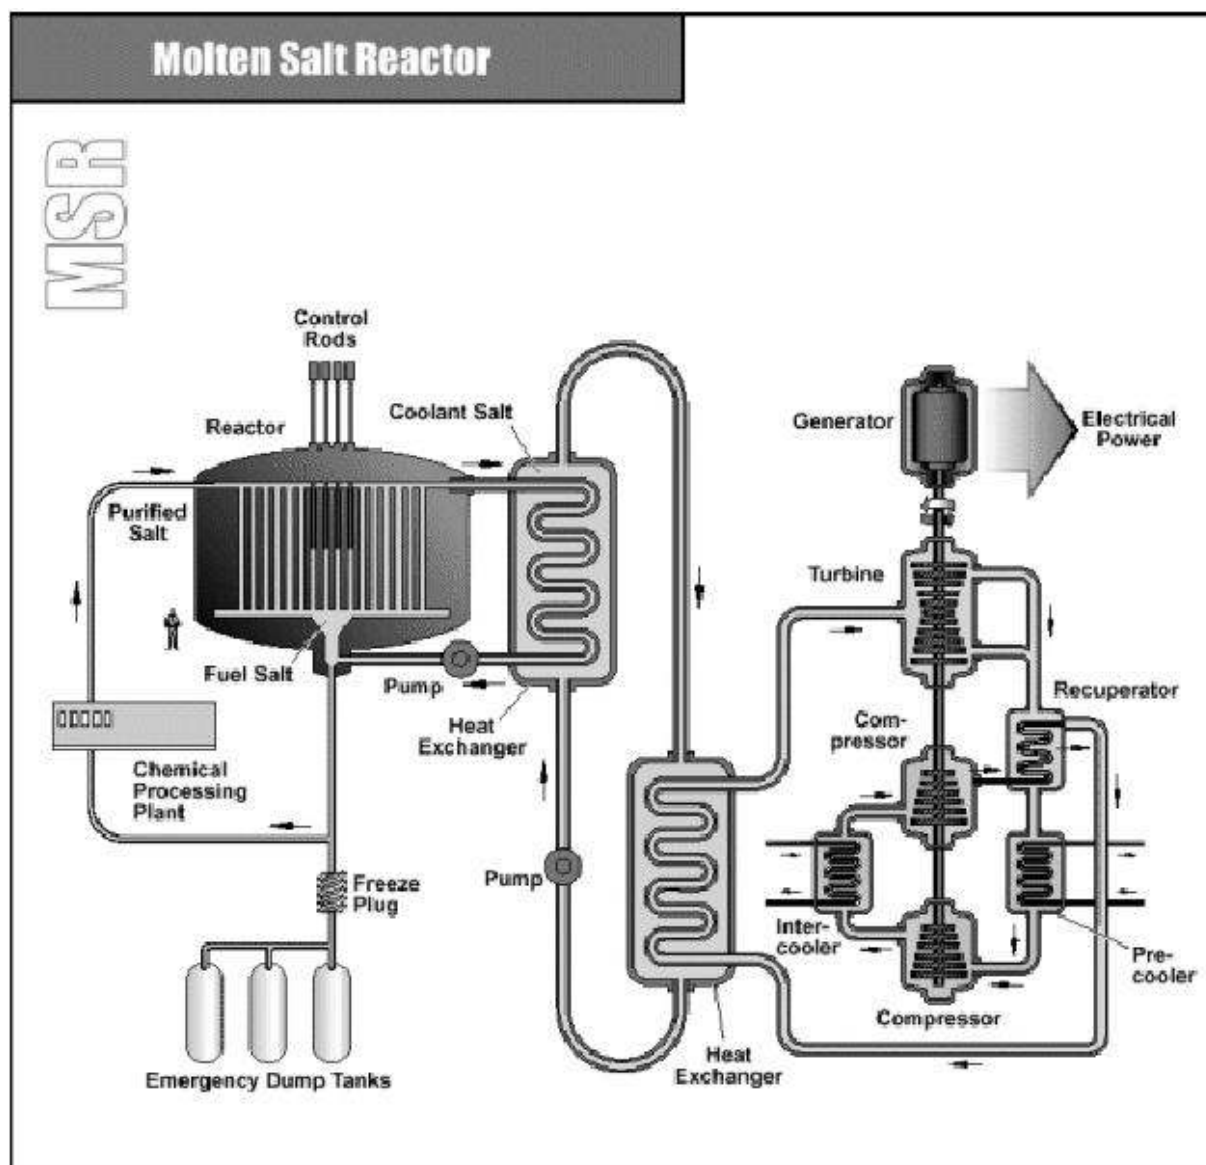 Molten Salt Reactor
MSR
Control
Rods
Coolant Salt
Reactor
Generator
Electrical
Power
Purified
Salt
Turbine
Fuel Salt
Pump
Recuperator
Heat
Exchanger
Com-
pressor
Chemical
Processing
Plant
Pump
Freeze
Plug
Inter-
cooler
Pre-
cooler
Compressor
Heat
Exchanger
Emergency Dump Tanks